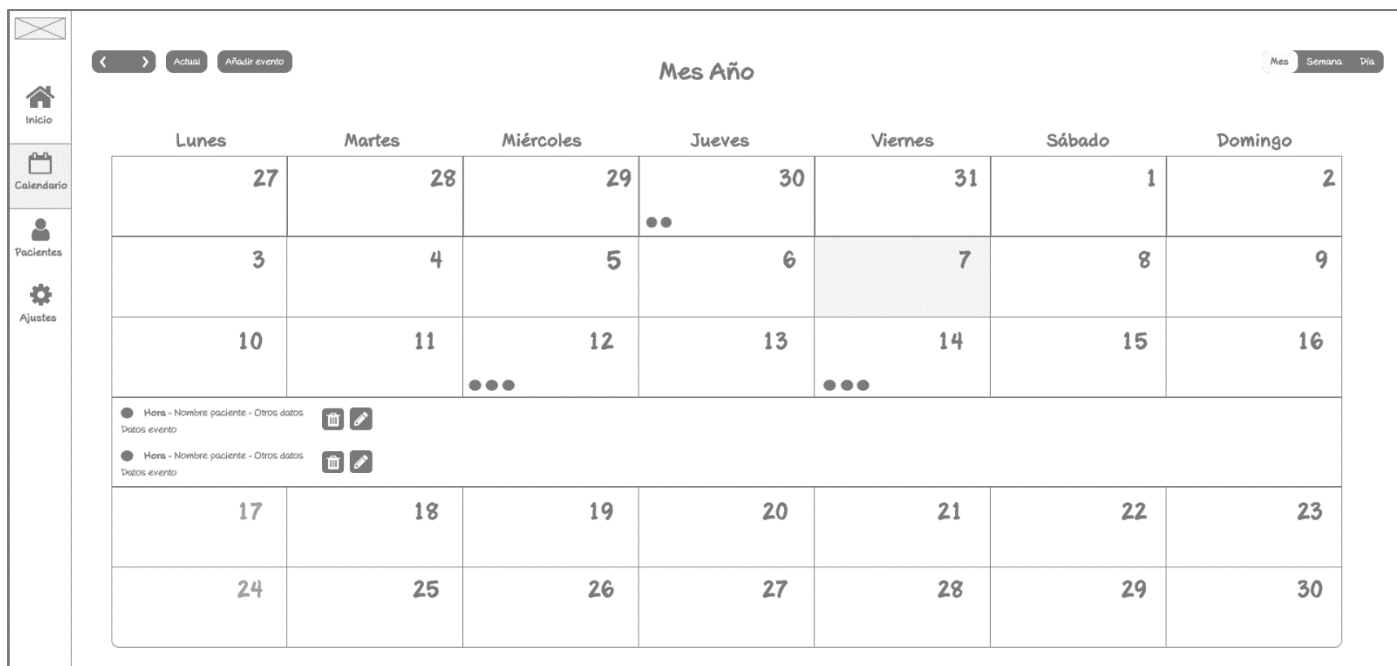 Actual Añadir evento
Mes Año
Mes Semana Día
Inicio
Calendario
Pacientes
Ajustes
Lunes Martes Miércoles Jueves Viernes Sábado Domingo
27 28 29 30 31 1 2
3 4 5 6 7 8 9
10 11 12 13 14 15 16
Hora - Nombre paciente - Otros datos
Datos evento
Hora - Nombre paciente - Otros datos
Datos evento
17 18 19 20 21 22 23
24 25 26 27 28 29 30